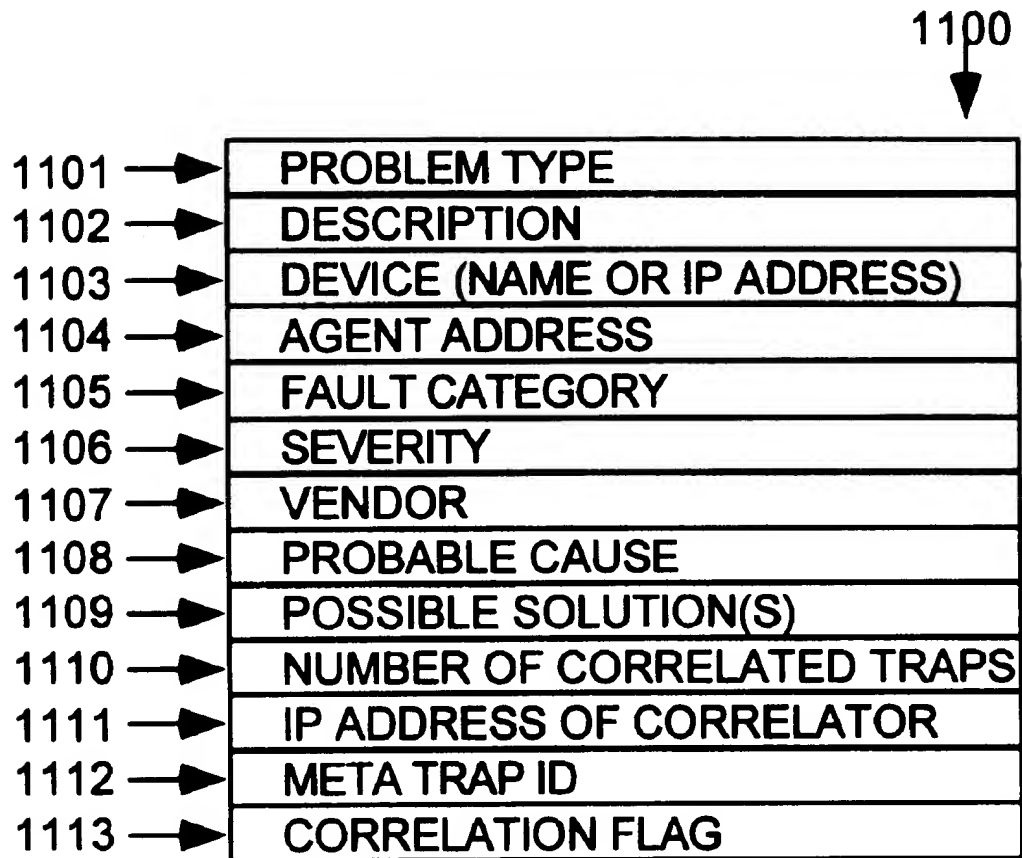 1100
1101 PROBLEM TYPE
1102 DESCRIPTION
1103 DEVICE (NAME OR IP ADDRESS)
1104 AGENT ADDRESS
1105 FAULT CATEGORY
1106 SEVERITY
1107 VENDOR
1108 PROBABLE CAUSE
1109 POSSIBLE SOLUTION(S)
1110 NUMBER OF CORRELATED TRAPS
1111 IP ADDRESS OF CORRELATOR
1112 META TRAP ID
1113 CORRELATION FLAG